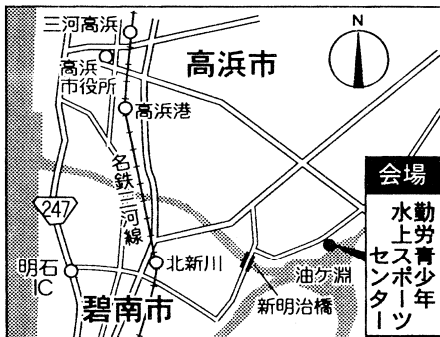 三河高浜
N
高浜
市役所
高浜市
高浜港
名鉄三河線
会場
勤労青少年
水上スポーツ
センター
247
明石
IC
北新川
油ケ淵
新明治橋
碧南市